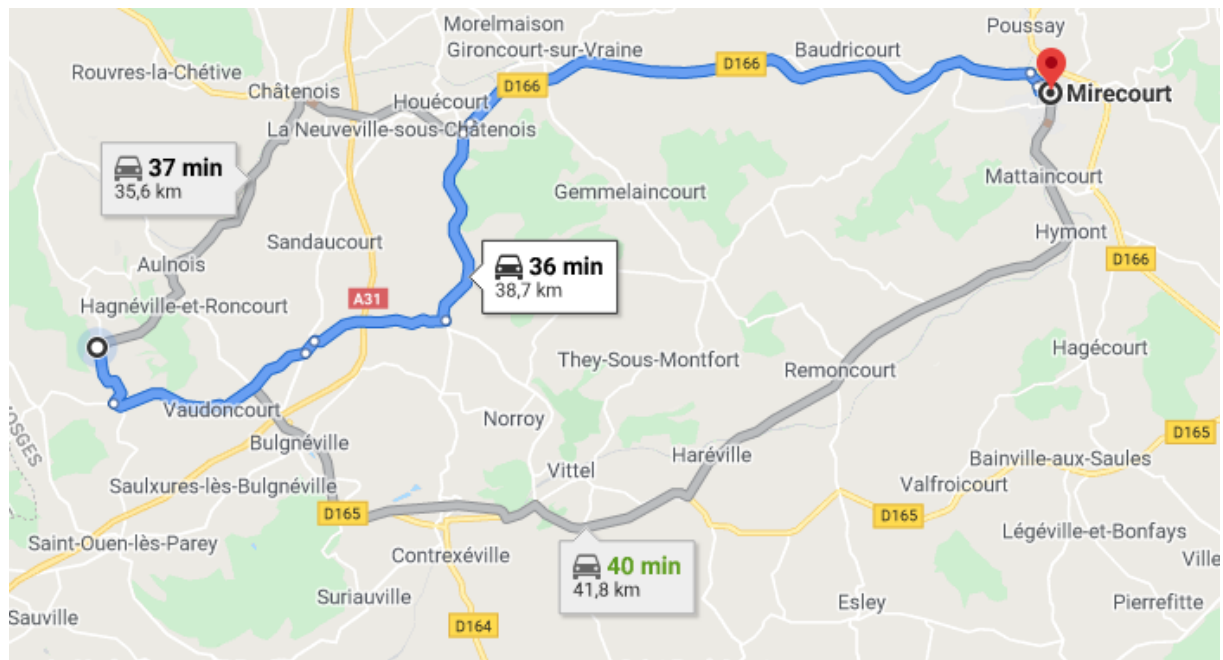 Morelmaison
Poussay
Gironcourt-sur-Vraine
Baudricourt
Rouvres-la-Chétive
D166
D166
Châtenois
Houécourt
Mirecourt
La Neuveville-sous-Châtenois
37 min
35,6 km
Mattaincourt
Gemmelaincourt
Hymont
Sandaucourt
Aulnois
D166
36 min
38,7 km
Hagnéville-et-Roncourt
A31
They-Sous-Montfort
Hagécourt
Remoncourt
Vaudoncourt
Norroy
VOSGES
Bulgnéville
D165
Haréville
Bainville-aux-Saules
Vittel
Saulxures-lès-Bulgnéville
Valfroicourt
D165
D165
Légéville-et-Bonfays
Saint-Ouen-lès-Parey
Contrexéville
Ville
40 min
41,8 km
Suriauville
Esley
Pierrefitte
Sauville
D164